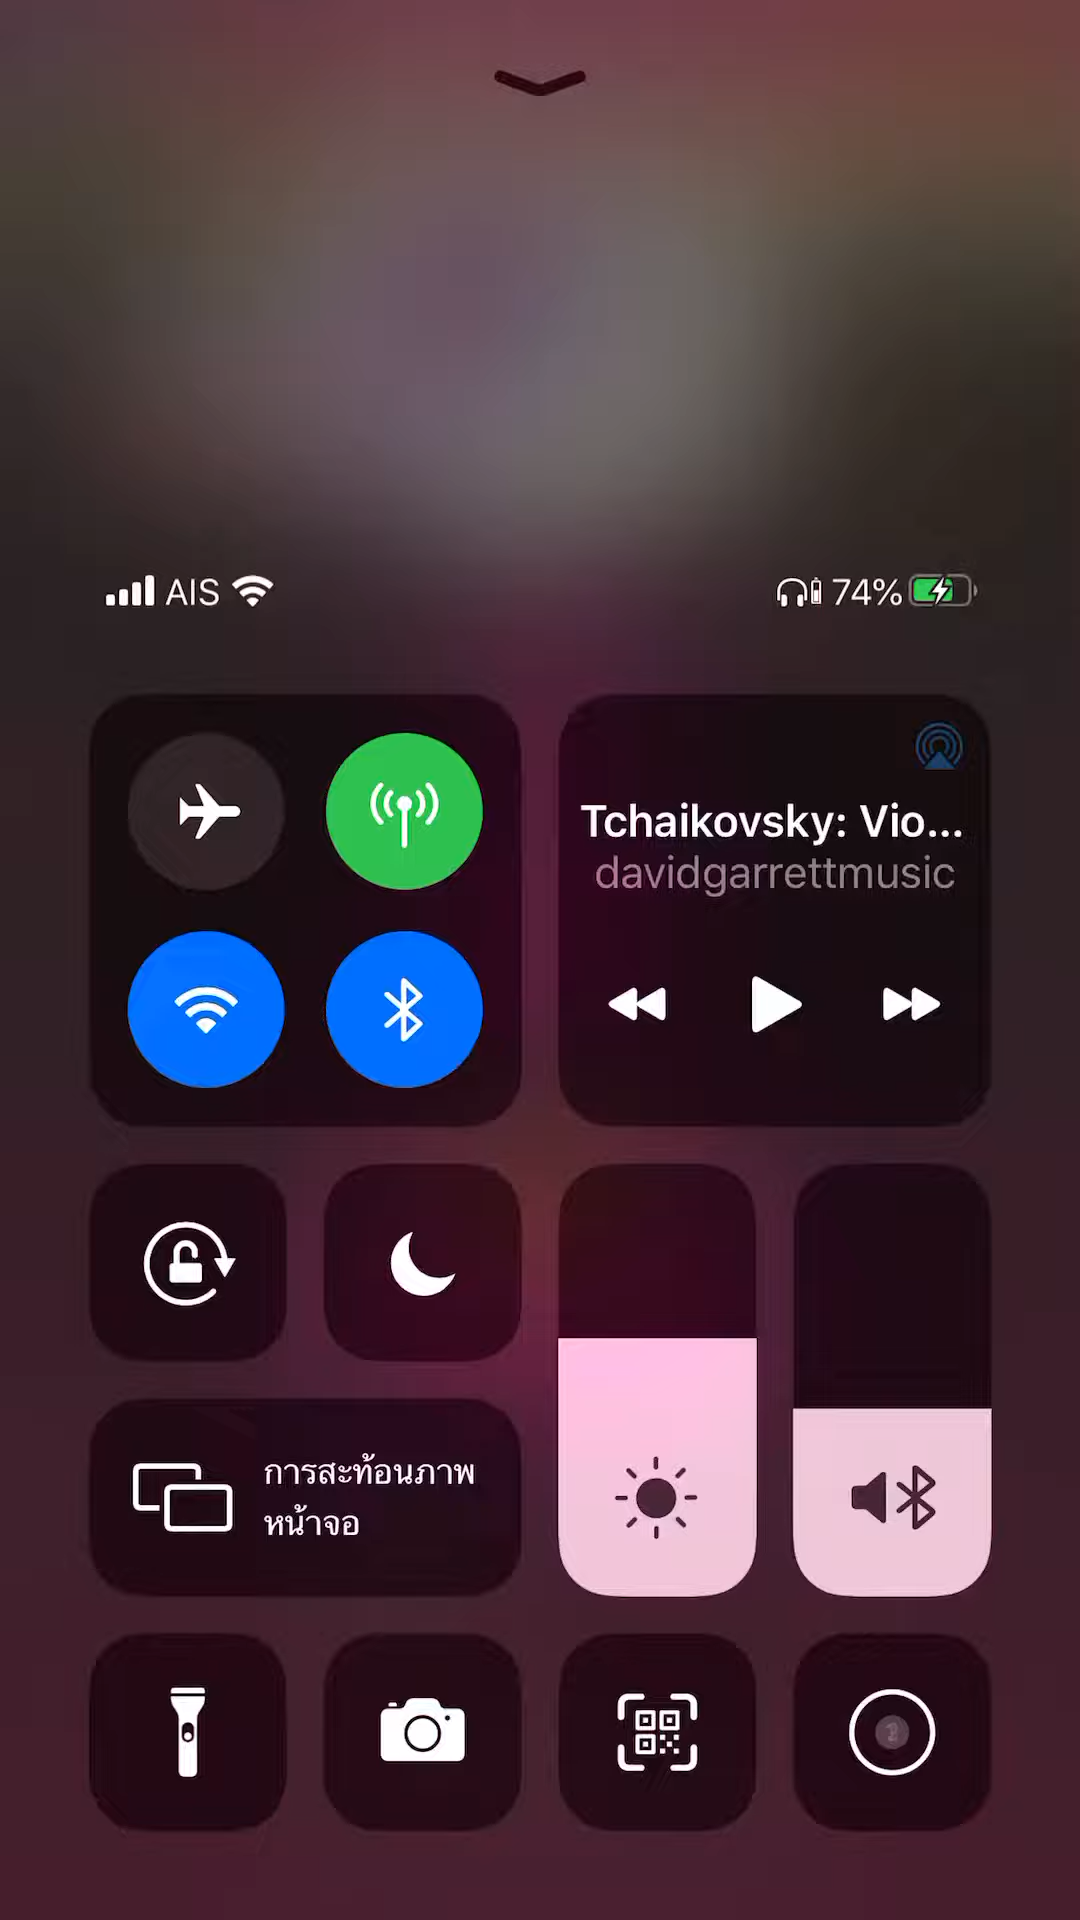 AIS
74%
Tchaikovsky: Vio...
davidgarrettmusic
การสะท้อนภาพ
หน้าจอ